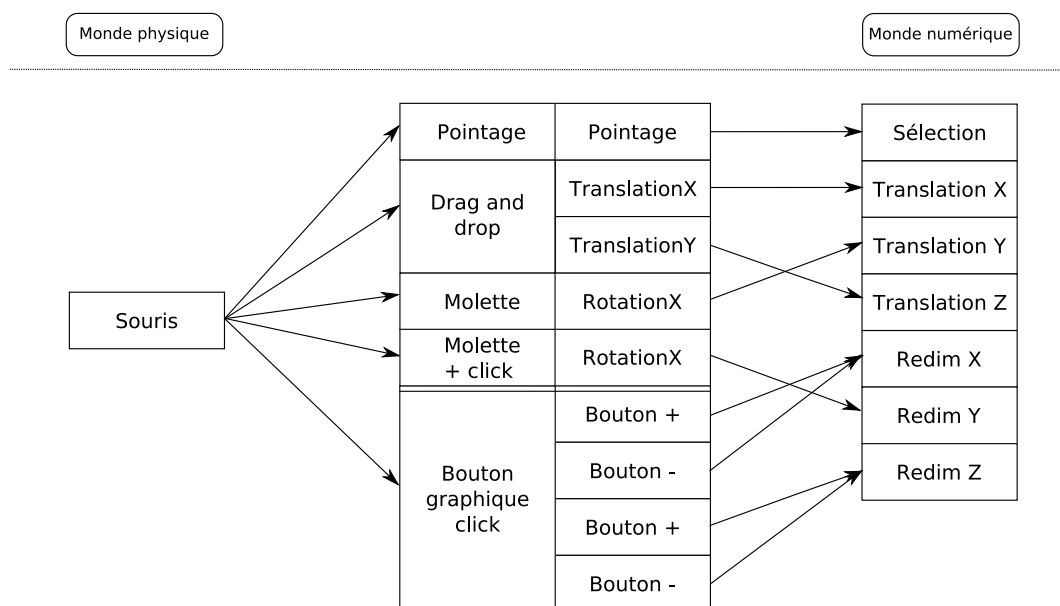 Monde physique
Monde numérique
Pointage
Pointage
Sélection
Drag and
drop
TranslationX
Translation X
TranslationY
Translation Y
Souris
Molette
RotationX
Translation Z
Molette
+ click
RotationX
Redim X
Bouton
graphique
click
Bouton +
Redim Y
Bouton -
Redim Z
Bouton +
Bouton -